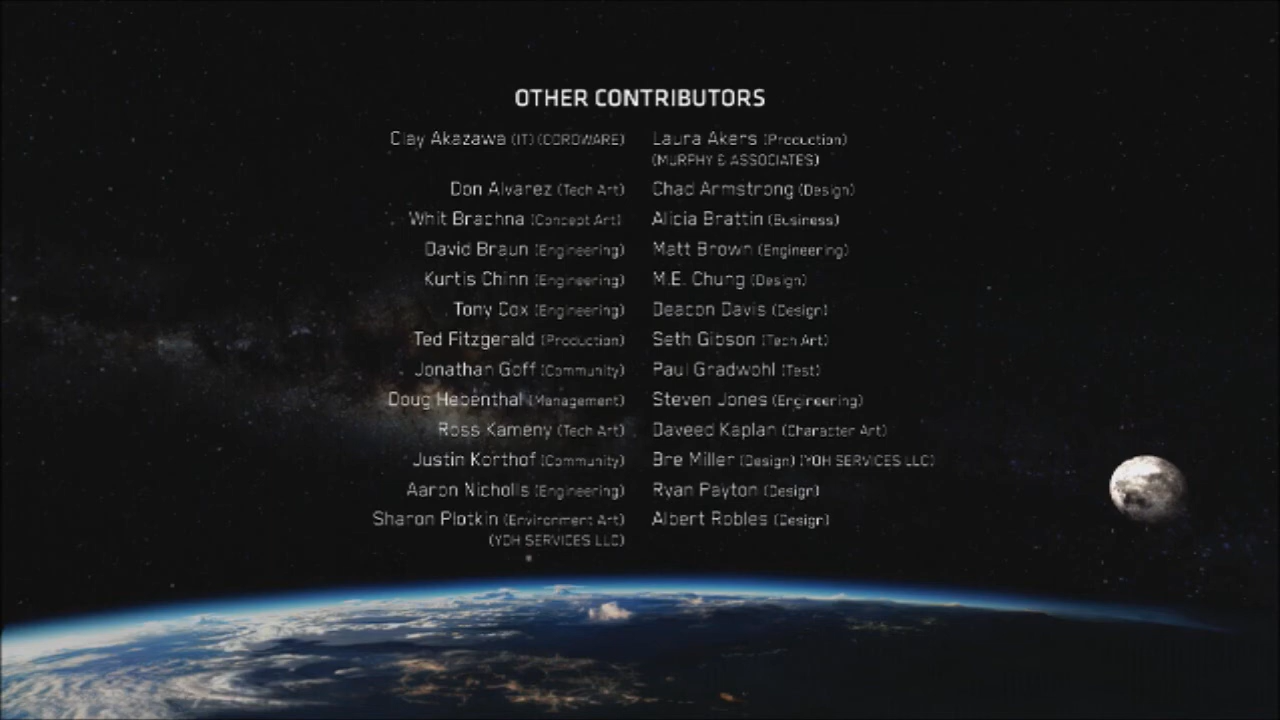 OTHER CONTRIBUTORS
Clay Akazawa (IT) (CORDWARE) Laura Akers (Production)
(MURPHY & ASSOCIATES)
Don Alvarez (Tech Art) Chad Armstrong (Design)
Whit Brachna (Concept Art) Alicia Brattin (Business)
David Braun (Engineering) Matt Brown (Engineering)
Kurtis Chinn (Engineering) M.E. Chung (Design)
Tony Cox (Engineering) Deacon Davis (Design)
Ted Fitzgerald (Production) Seth Gibson (Tech Art)
Jonathan Goff (Community) Paul Gradwohl (Test)
Doug Hebenthal (Management) Steven Jones (Engineering)
Ross Kameny (Tech Art) Daveed Kaplan (Character Art)
Justin Korthof (Community) Bre Miller (Design) (YOH SERVICES LLC)
Aaron Nicholls (Engineering) Ryan Payton (Design)
Sharon Plotkin (Environment Art) Albert Robles (Design)
(YOH SERVICES LLC)